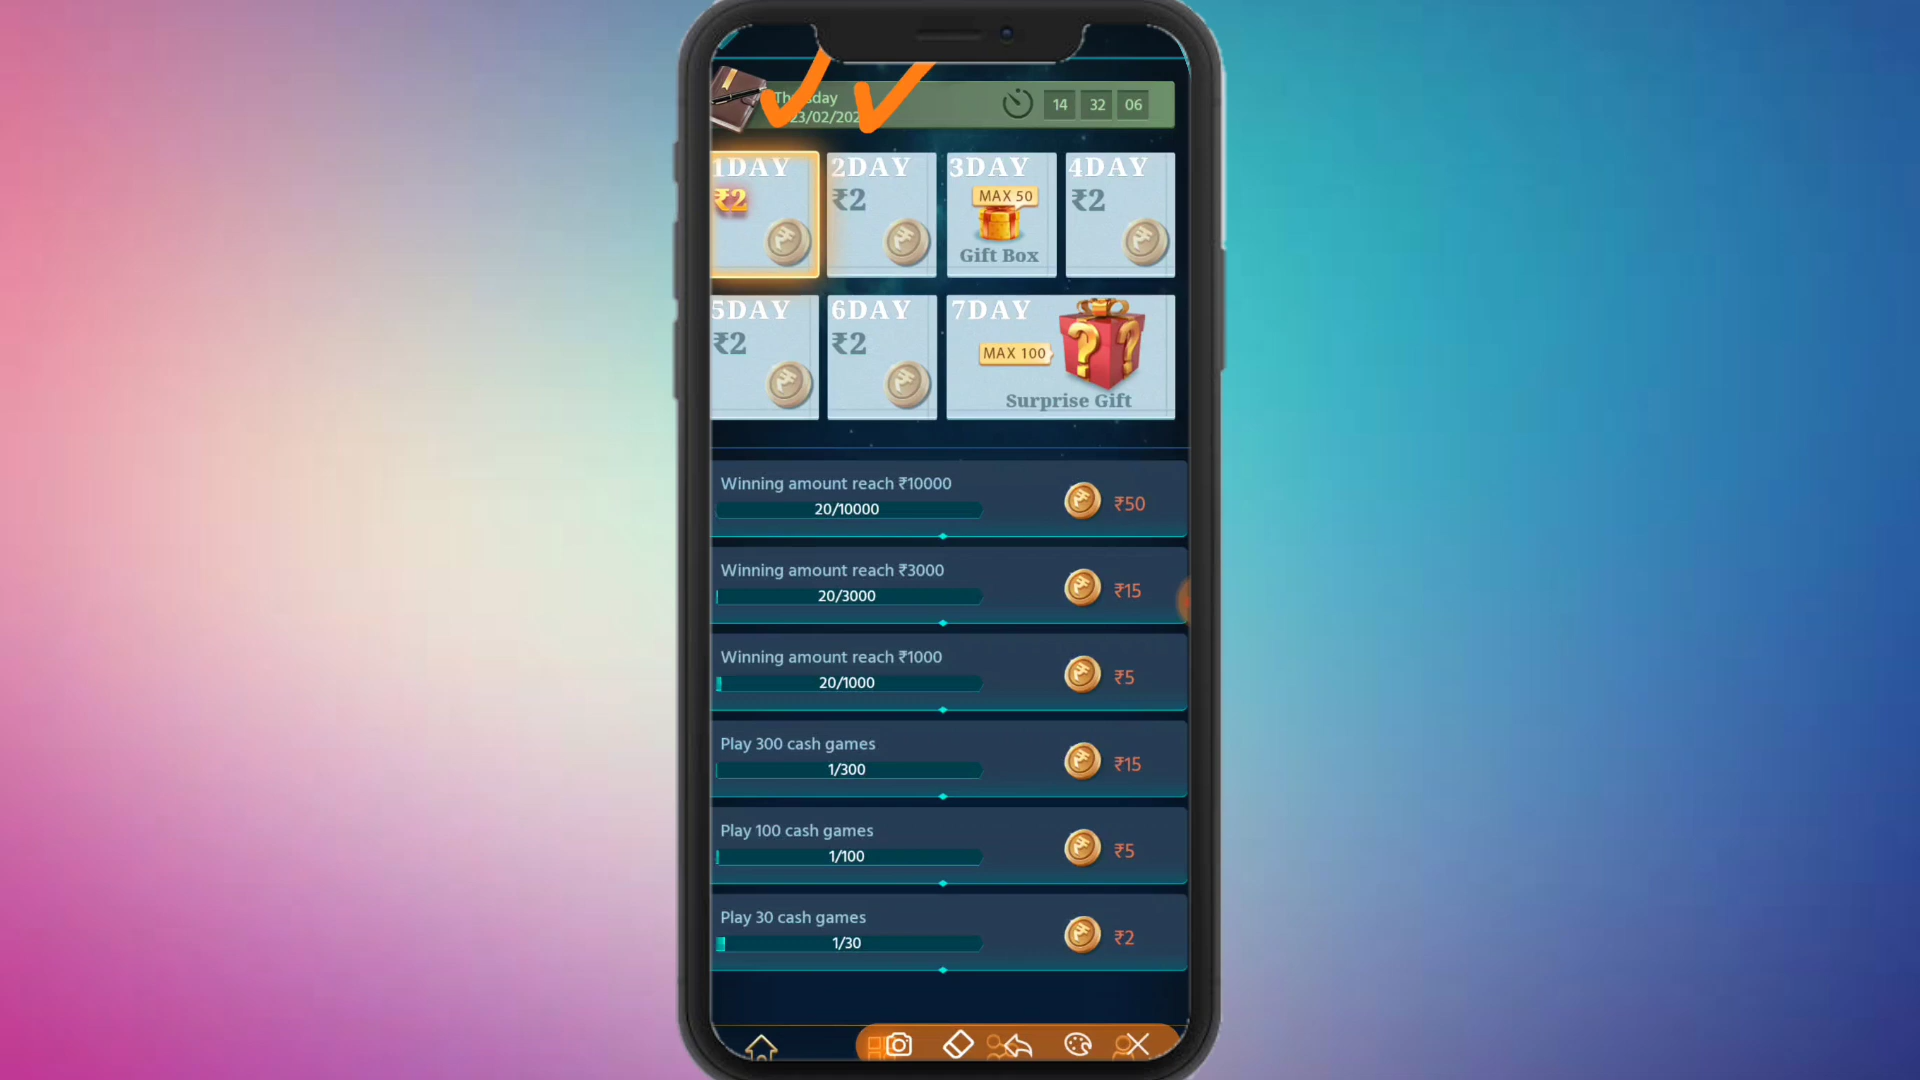 23/02/202
14 32 06
1DAY
₹2
2DAY
₹2
3DAY
MAX 50
Gift Box
4DAY
₹2
5DAY
₹2
6DAY
₹2
7DAY
MAX 100
Surprise Gift
Winning amount reach ₹10000
20/10000
₹50
Winning amount reach ₹3000
20/3000
₹15
Winning amount reach ₹1000
20/1000
₹5
Play 300 cash games
1/300
₹15
Play 100 cash games
1/100
₹5
Play 30 cash games
1/30
₹2